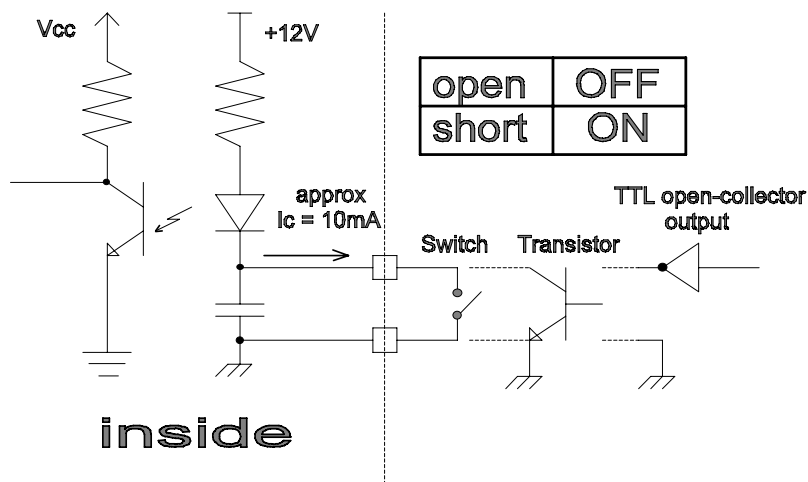 Vcc
+12V
open OFF
short ON
approx
Ic = 10mA
TTL open-collector
output
Switch
Transistor
inside